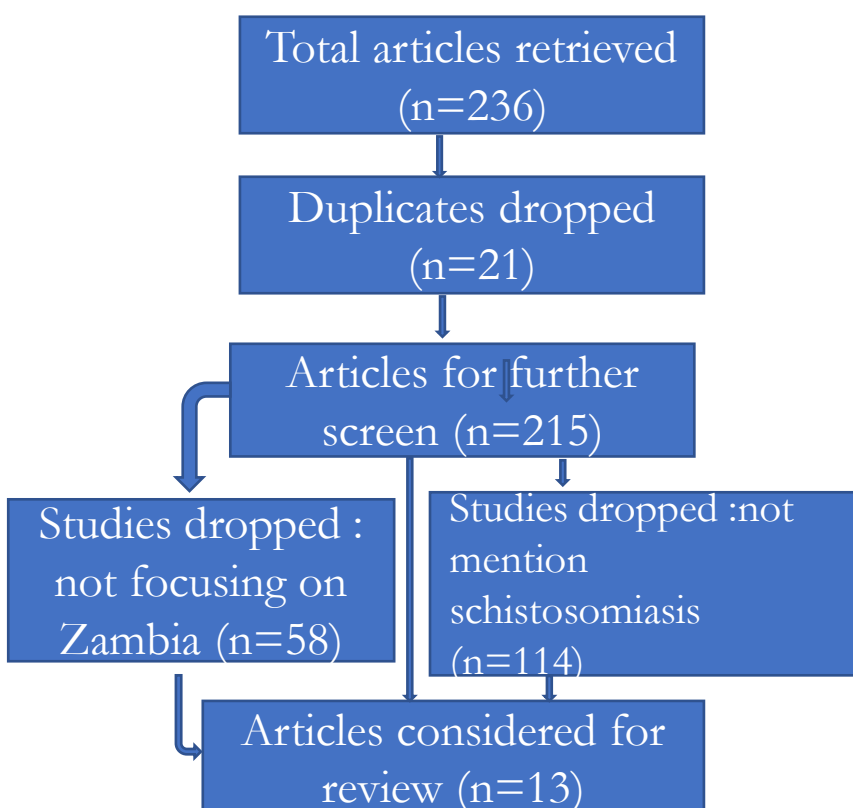 Total articles retrieved
(n=236)
Duplicates dropped
(n=21)
Articles for further
screen (n=215)
Studies dropped :
not focusing on
Zambia (n=58)
Studies dropped :not
mention
schistosomiasis
(n=114)
Articles considered for
review (n=13)